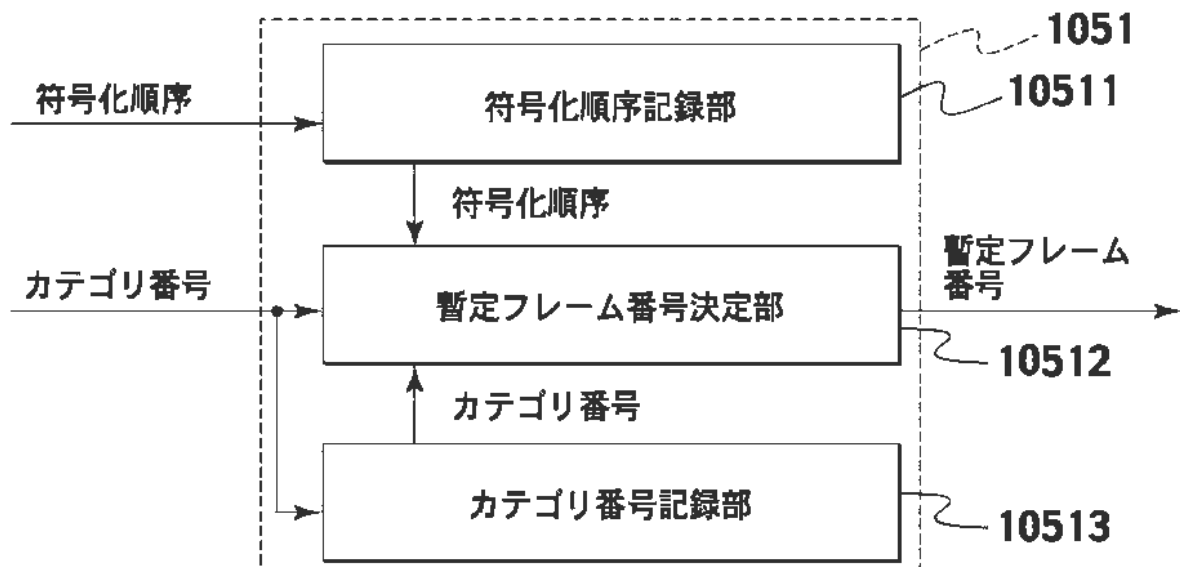 1051
符号化順序
符号化順序記録部
10511
符号化順序
カテゴリ番号
暫定フレーム番号決定部
暫定フレーム
番号
10512
カテゴリ番号
カテゴリ番号記録部
10513